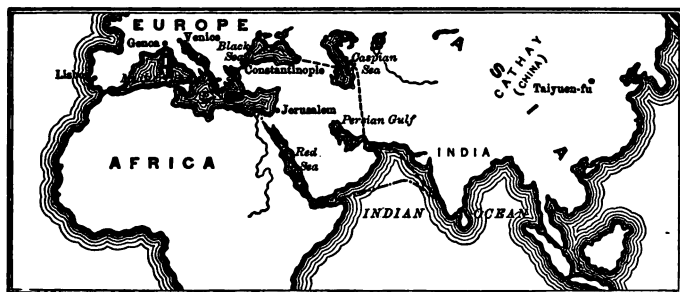 EUROPE
Genoa
Venice
Black
Sea
Caspian
Sea
Constantinople
ASIA
CATHAY
(CHINA)
Taiyuen-fu
Jerusalem
Persian Gulf
AFRICA
Red
Sea
INDIA
INDIAN OCEAN